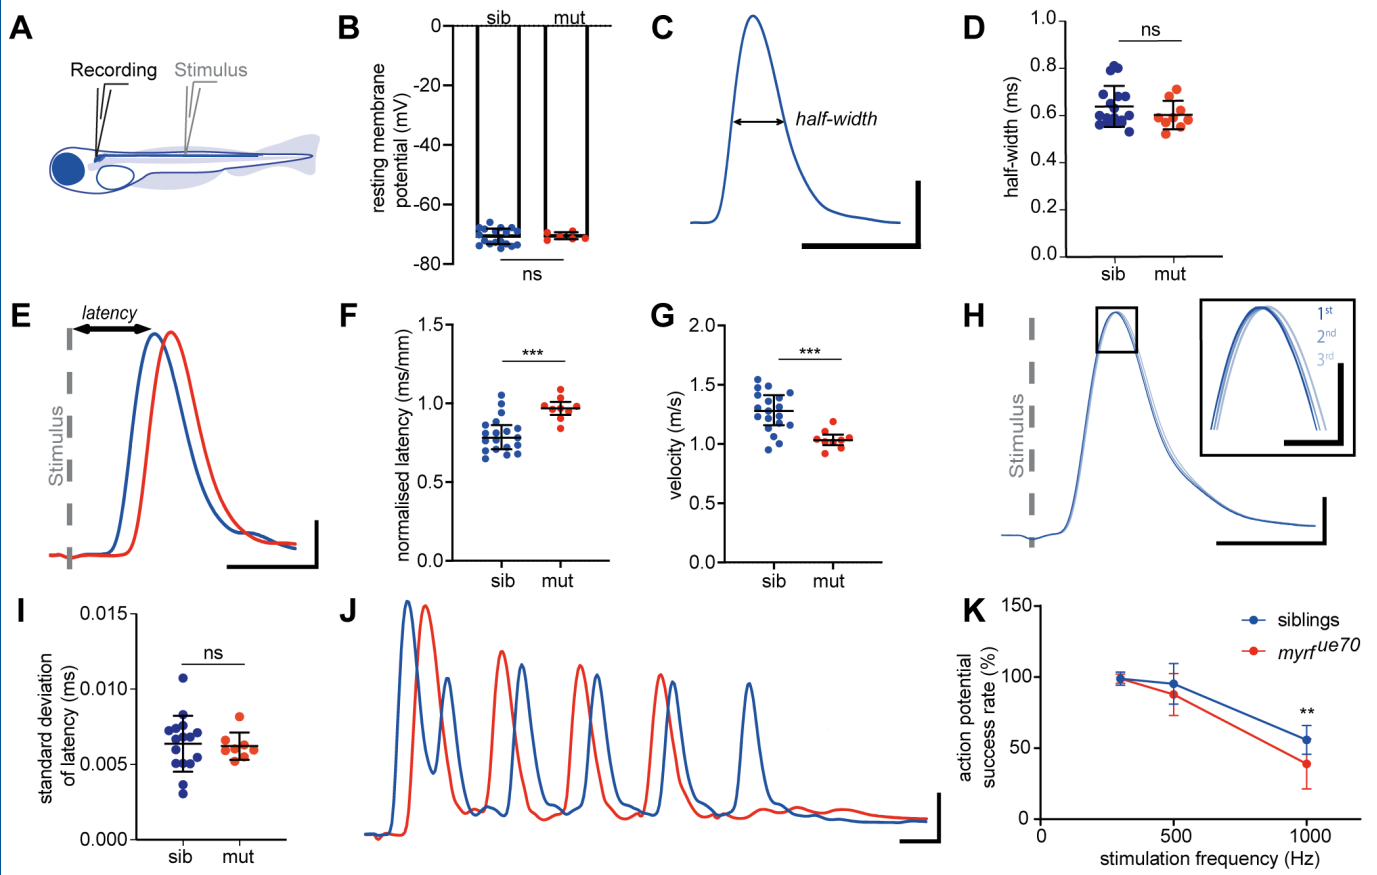 A
Recording
Stimulus
B
sib
mut
resting membrane
potential (mV)
0
-20
-40
-60
-80
ns
C
half-width
D
half-width (ms)
1.0
0.8
0.6
0.4
0.2
0.0
ns
sib
mut
E
latency
Stimulus
F
normalised latency (ms/mm)
1.5
1.0
0.5
0.0
***
sib
mut
G
velocity (m/s)
2.0
1.5
1.0
0.5
0.0
***
sib
mut
H
Stimulus
1st
2nd
3rd
I
standard deviation
of latency (ms)
0.015
0.010
0.005
0.000
ns
sib
mut
J
K
action potential
success rate (%)
150
100
50
0
siblings
myrf ue70
**
0
500
1000
stimulation frequency (Hz)